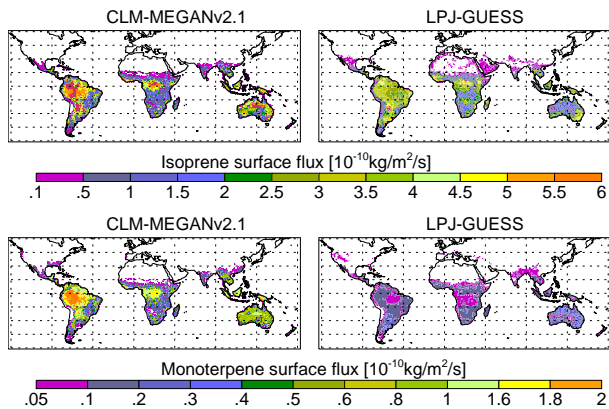 CLM-MEGANv2.1 LPJ-GUESS
Isoprene surface flux [10⁻¹⁰kg/m²/s]
.1 .5 1 1.5 2 2.5 3 3.5 4 4.5 5 5.5 6
CLM-MEGANv2.1 LPJ-GUESS
Monoterpene surface flux [10⁻¹⁰kg/m²/s]
.05 .1 .2 .3 .4 .5 .6 .8 1 1.6 1.8 2